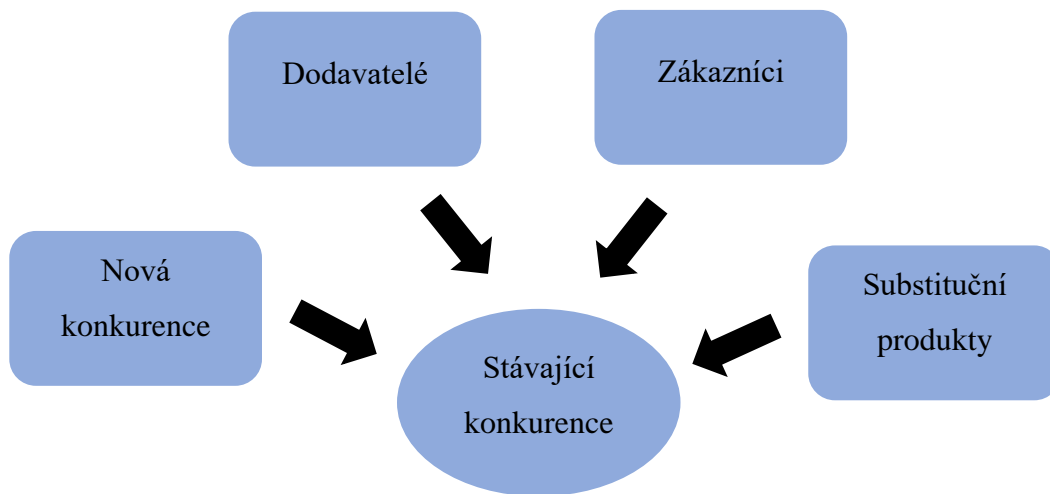 Dodavatelé
Zákazníci
Nová
konkurence
Substituční
produkty
Stávající
konkurence